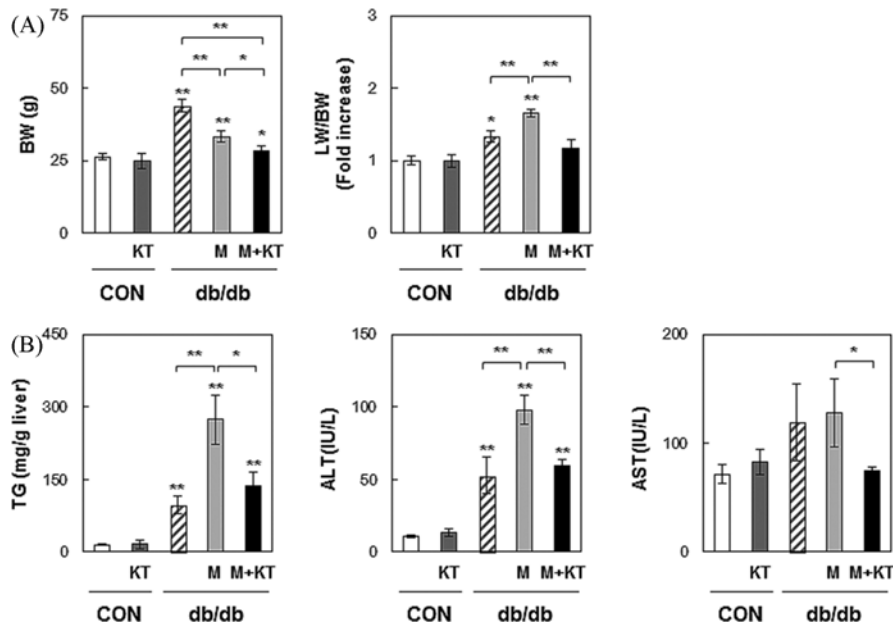 (A)
BW (g)
75
50
25
0
**
**
*
**
**
*
KT
M
M+KT
CON
db/db
LW/BW
(Fold increase)
3
2
1
0
**
**
*
**
KT
M
M+KT
CON
db/db
(B)
TG (mg/g liver)
450
300
150
0
**
*
**
**
**
KT
M
M+KT
CON
db/db
ALT(IU/L)
150
100
50
0
**
**
**
**
**
KT
M
M+KT
CON
db/db
AST(IU/L)
200
100
0
*
KT
M
M+KT
CON
db/db